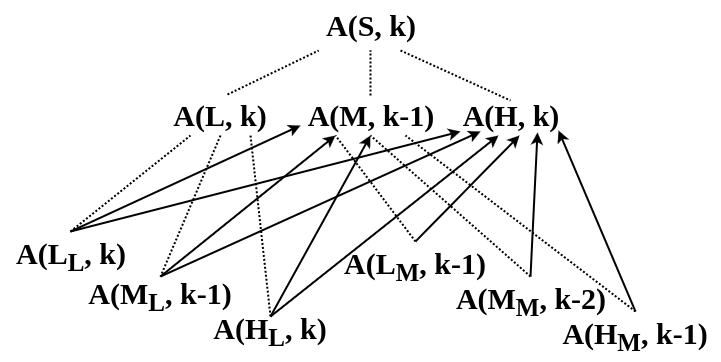 A(S, k)
A(L, k) A(M, k-1) A(H, k)
A(L_L, k) A(L_M, k-1)
A(M_L, k-1) A(M_M, k-2)
A(H_L, k) A(H_M, k-1)